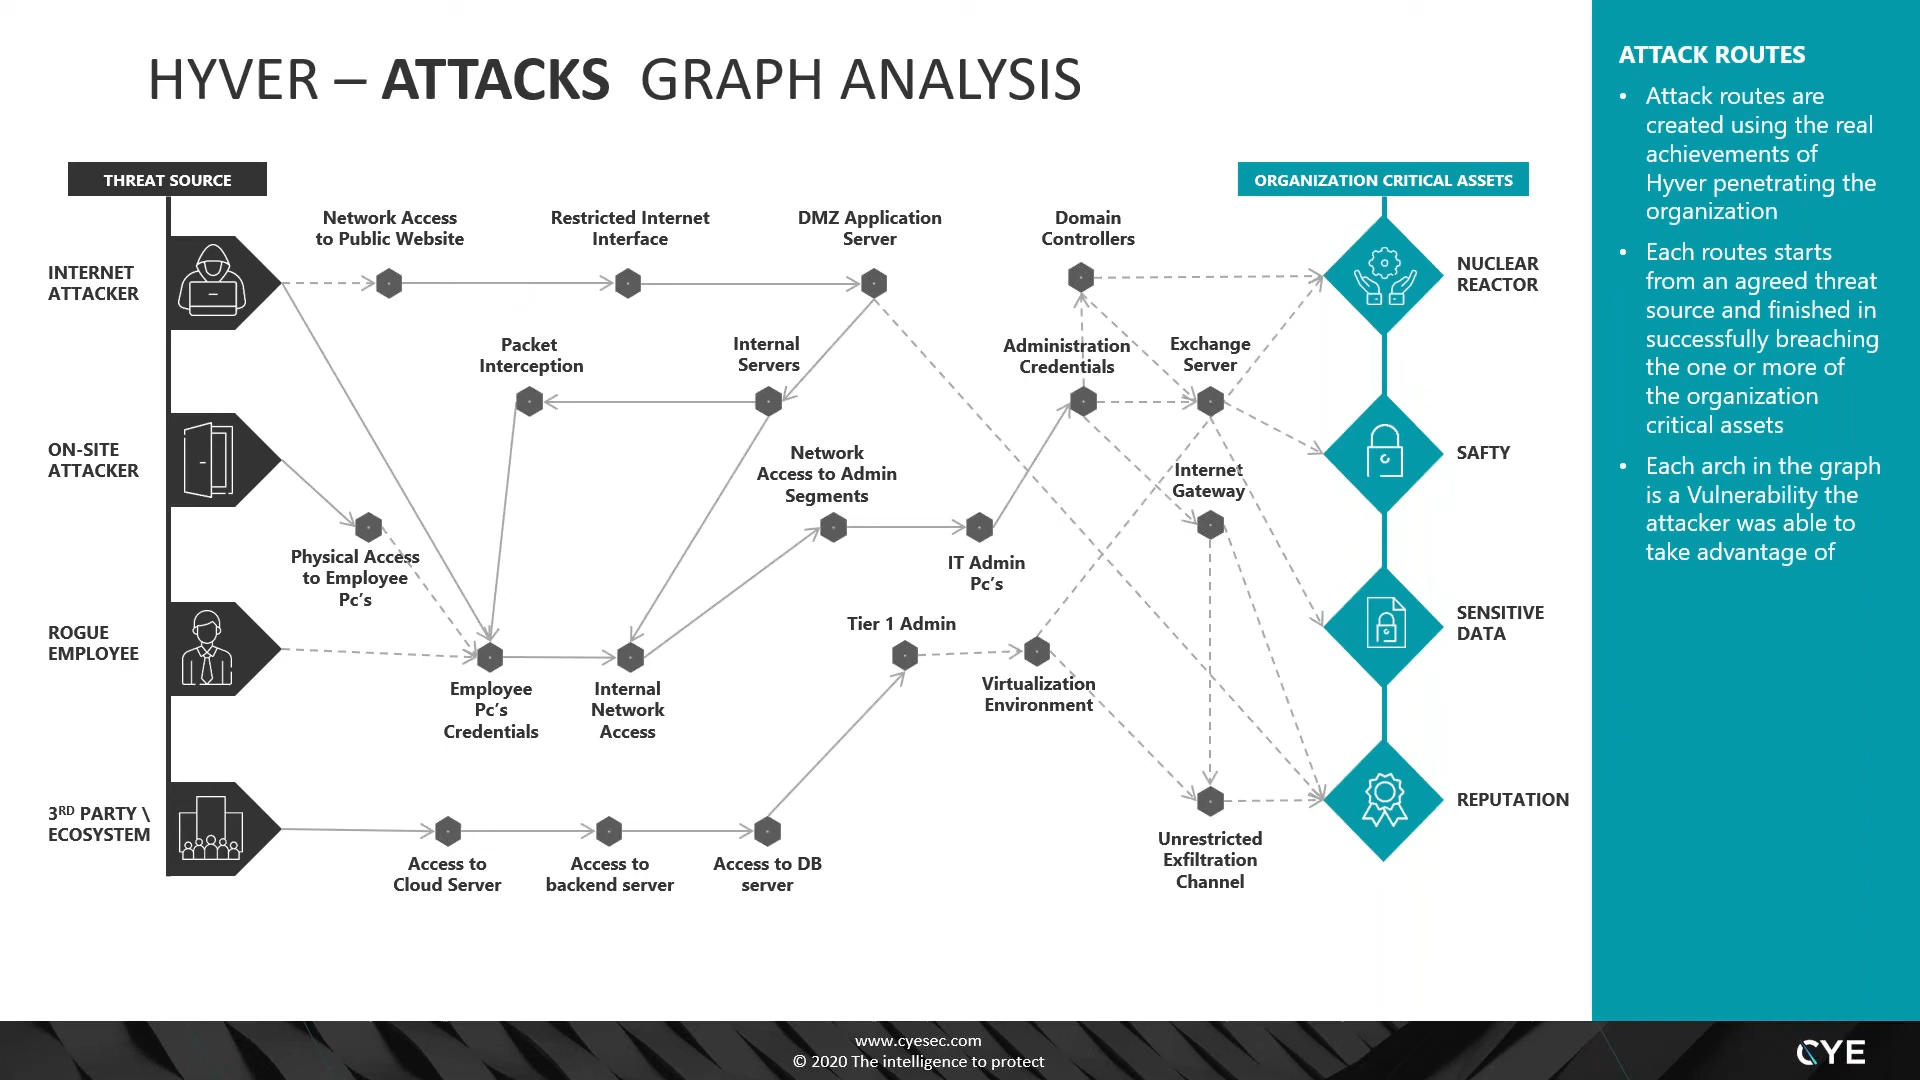 HYVER – ATTACKS GRAPH ANALYSIS
THREAT SOURCE
ORGANIZATION CRITICAL ASSETS
Network Access
to Public Website
Restricted Internet
Interface
DMZ Application
Server
Domain
Controllers
INTERNET
ATTACKER
NUCLEAR
REACTOR
Packet
Interception
Internal
Servers
Administration
Credentials
Exchange
Server
ON-SITE
ATTACKER
SAFTY
Network
Access to Admin
Segments
Internet
Gateway
Physical Access
to Employee
Pc's
IT Admin
Pc's
ROGUE
EMPLOYEE
Tier 1 Admin
SENSITIVE
DATA
Employee
Pc's
Credentials
Internal
Network
Access
Virtualization
Environment
3RD PARTY \
ECOSYSTEM
REPUTATION
Access to
Cloud Server
Access to
backend server
Access to DB
server
Unrestricted
Exfiltration
Channel
ATTACK ROUTES
• Attack routes are
created using the real
achievements of
Hyver penetrating the
organization
• Each routes starts
from an agreed threat
source and finished in
successfully breaching
the one or more of
the organization
critical assets
• Each arch in the graph
is a Vulnerability the
attacker was able to
take advantage of
www.cyesec.com
© 2020 The intelligence to protect
CYE